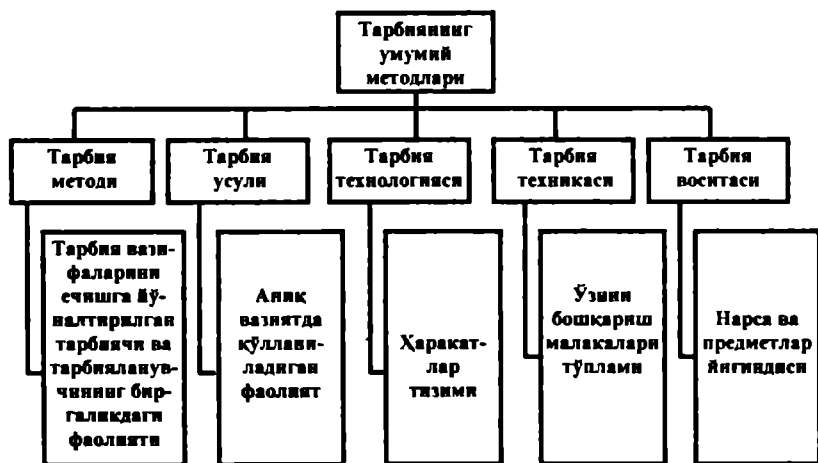 Тарбиянинг
умумий
методлари
Тарбия
методи
Тарбия
усули
Тарбия
технологияси
Тарбия
техникаси
Тарбия
воситаси
Тарбия вази-
фаларини
ечишга йў-
налтирилган
тарбиячи ва
тарбияланув-
чининг бир-
галикдаги
фаолияти
Аниқ
вазиятда
қўллани-
ладиган
фаолият
Ҳаракат-
лар
тизими
Ўзини
бошқариш
малакалари
тўплами
Нарса ва
предметлар
йиғиндиси